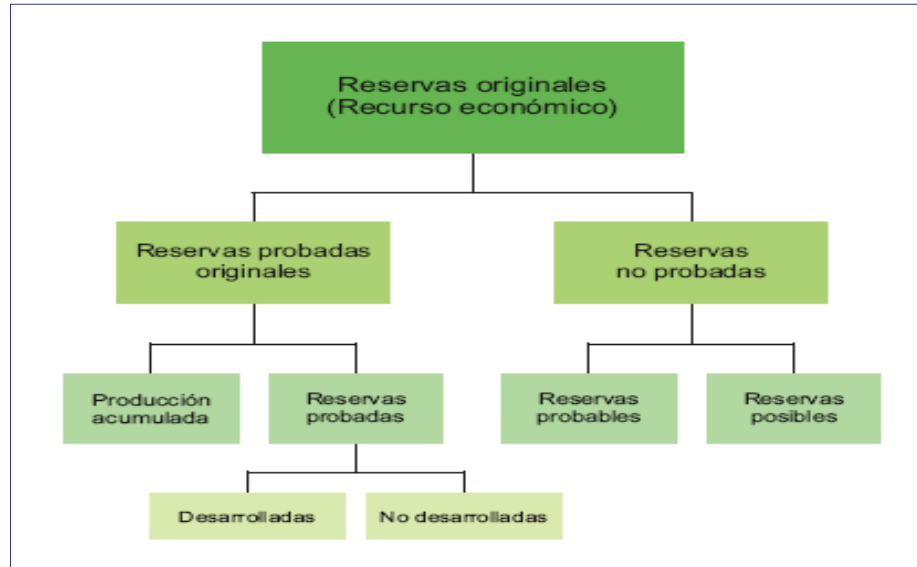 Reservas originales
(Recurso económico)
Reservas probadas
originales
Reservas
no probadas
Producción
acumulada
Reservas
probadas
Reservas
probables
Reservas
posibles
Desarrolladas
No desarrolladas